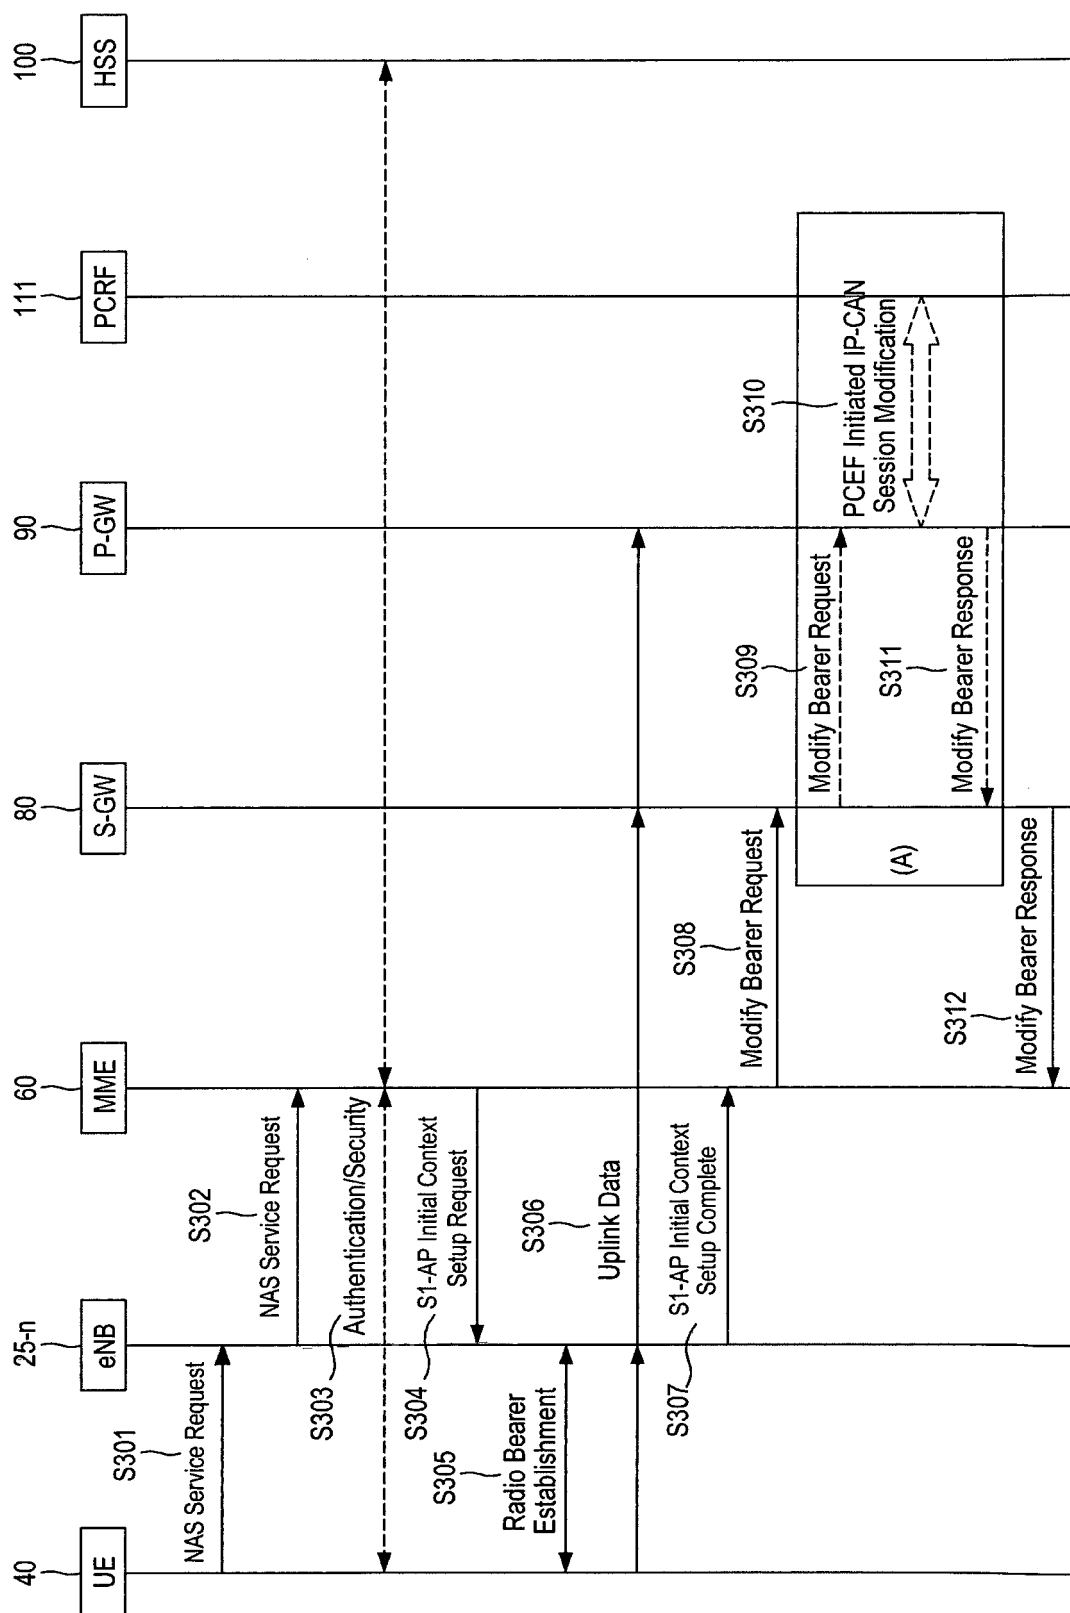 40
25-n
60
80
90
111
100
UE
eNB
MME
S-GW
P-GW
PCRF
HSS
S301
NAS Service Request
S302
NAS Service Request
S303
Authentication/Security
S304
S1-AP Initial Context
Setup Request
S305
Radio Bearer
Establishment
S306
Uplink Data
S307
S1-AP Initial Context
Setup Complete
S308
Modify Bearer Request
(A)
S309
Modify Bearer Request
S310
PCEF Initiated IP-CAN
Session Modification
S311
Modify Bearer Response
S312
Modify Bearer Response